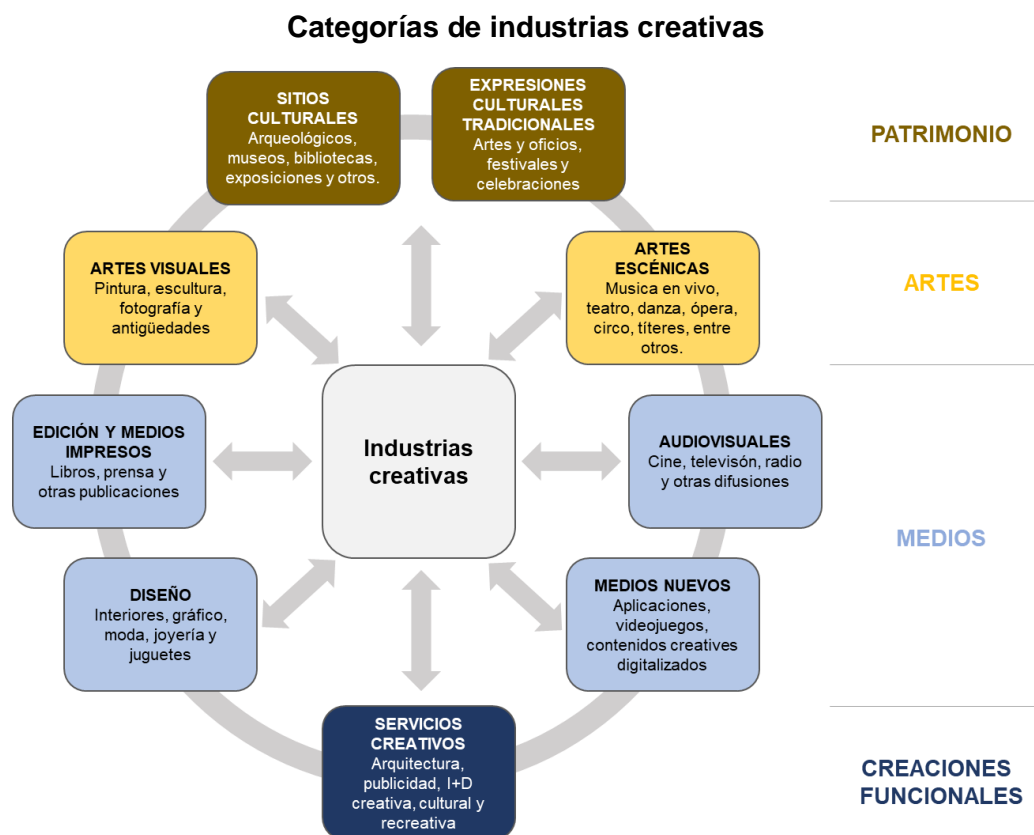 Categorías de industrias creativas
SITIOS
CULTURALES
Arqueológicos,
museos, bibliotecas,
exposiciones y otros.
EXPRESIONES
CULTURALES
TRADICIONALES
Artes y oficios,
festivales y
celebraciones
PATRIMONIO
ARTES VISUALES
Pintura, escultura,
fotografía y
antigüedades
ARTES
ESCÉNICAS
Musica en vivo,
teatro, danza, ópera,
circo, títeres, entre
otros.
ARTES
EDICIÓN Y MEDIOS
IMPRESOS
Libros, prensa y
otras publicaciones
Industrias
creativas
AUDIOVISUALES
Cine, televisón, radio
y otras difusiones
MEDIOS
DISEÑO
Interiores, gráfico,
moda, joyería y
juguetes
MEDIOS NUEVOS
Aplicaciones,
videojuegos,
contenidos creatives
digitalizados
SERVICIOS
CREATIVOS
Arquitectura,
publicidad, I+D
creativa, cultural y
recreativa
CREACIONES
FUNCIONALES